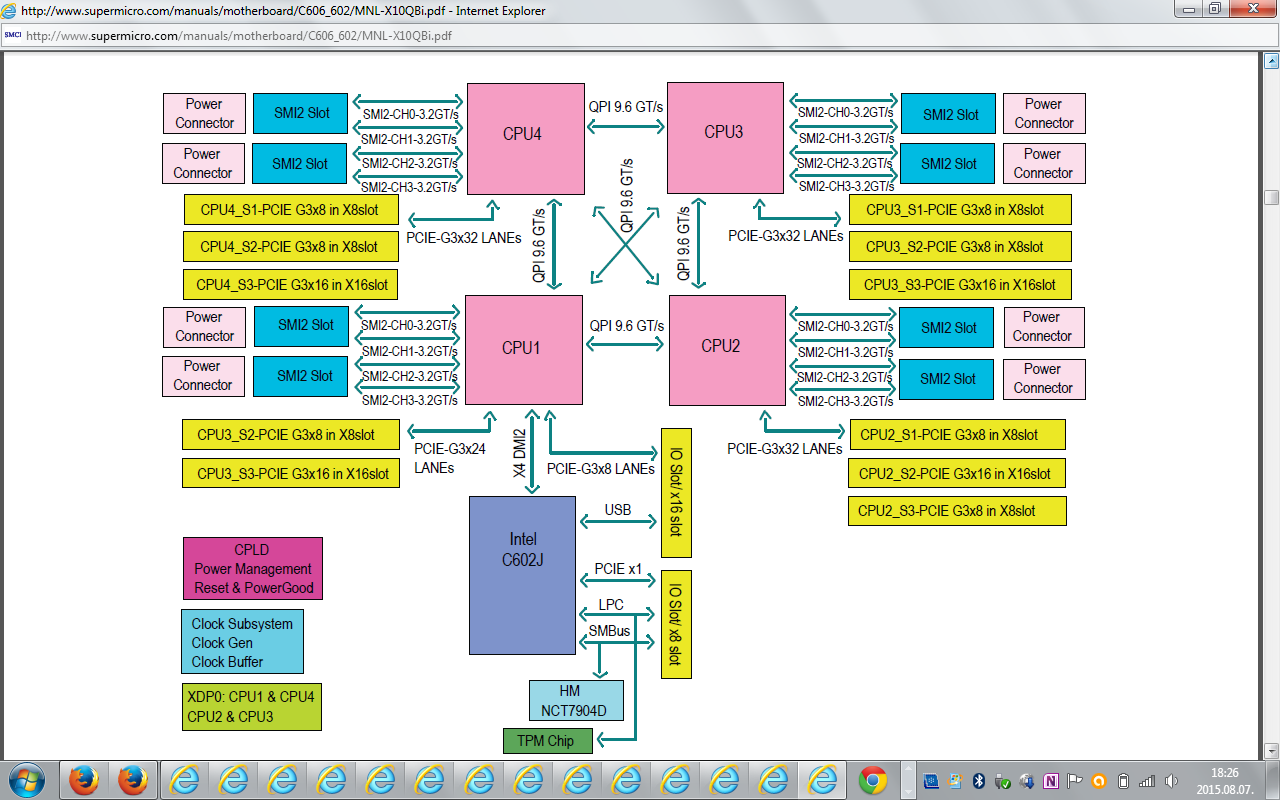 http://www.supermicro.com/manuals/motherboard/C606_602/MNL-X10QBi.pdf - Internet Explorer
SMCI http://www.supermicro.com/manuals/motherboard/C606_602/MNL-X10QBi.pdf
Power
Connector
SMI2 Slot
SMI2-CH0-3.2GT/s
SMI2-CH1-3.2GT/s
Power
Connector
SMI2 Slot
SMI2-CH2-3.2GT/s
SMI2-CH3-3.2GT/s
CPU4
QPI 9.6 GT/s
CPU3
SMI2-CH0-3.2GT/s
SMI2-CH1-3.2GT/s
SMI2 Slot
Power
Connector
SMI2-CH2-3.2GT/s
SMI2-CH3-3.2GT/s
SMI2 Slot
Power
Connector
CPU4_S1-PCIE G3x8 in X8slot
CPU4_S2-PCIE G3x8 in X8slot
CPU4_S3-PCIE G3x16 in X16slot
PCIE-G3x32 LANEs
QPI 9.6 GT/s
QPI 9.6 GT/s
QPI 9.6 GT/s
PCIE-G3x32 LANEs
CPU3_S1-PCIE G3x8 in X8slot
CPU3_S2-PCIE G3x8 in X8slot
CPU3_S3-PCIE G3x16 in X16slot
Power
Connector
SMI2 Slot
SMI2-CH0-3.2GT/s
SMI2-CH1-3.2GT/s
Power
Connector
SMI2 Slot
SMI2-CH2-3.2GT/s
SMI2-CH3-3.2GT/s
CPU1
QPI 9.6 GT/s
CPU2
SMI2-CH0-3.2GT/s
SMI2-CH1-3.2GT/s
SMI2 Slot
Power
Connector
SMI2-CH2-3.2GT/s
SMI2-CH3-3.2GT/s
SMI2 Slot
Power
Connector
CPU3_S2-PCIE G3x8 in X8slot
CPU3_S3-PCIE G3x16 in X16slot
PCIE-G3x24
LANEs
X4 DMI2
PCIE-G3x8 LANEs
IO Slot/ x16 slot
PCIE-G3x32 LANEs
CPU2_S1-PCIE G3x8 in X8slot
CPU2_S2-PCIE G3x16 in X16slot
CPU2_S3-PCIE G3x8 in X8slot
Intel
C602J
USB
PCIE x1
LPC
SMBus
IO Slot/ x8 slot
CPLD
Power Management
Reset & PowerGood
Clock Subsystem
Clock Gen
Clock Buffer
XDP0: CPU1 & CPU4
CPU2 & CPU3
HM
NCT7904D
TPM Chip
18:26
2015.08.07.